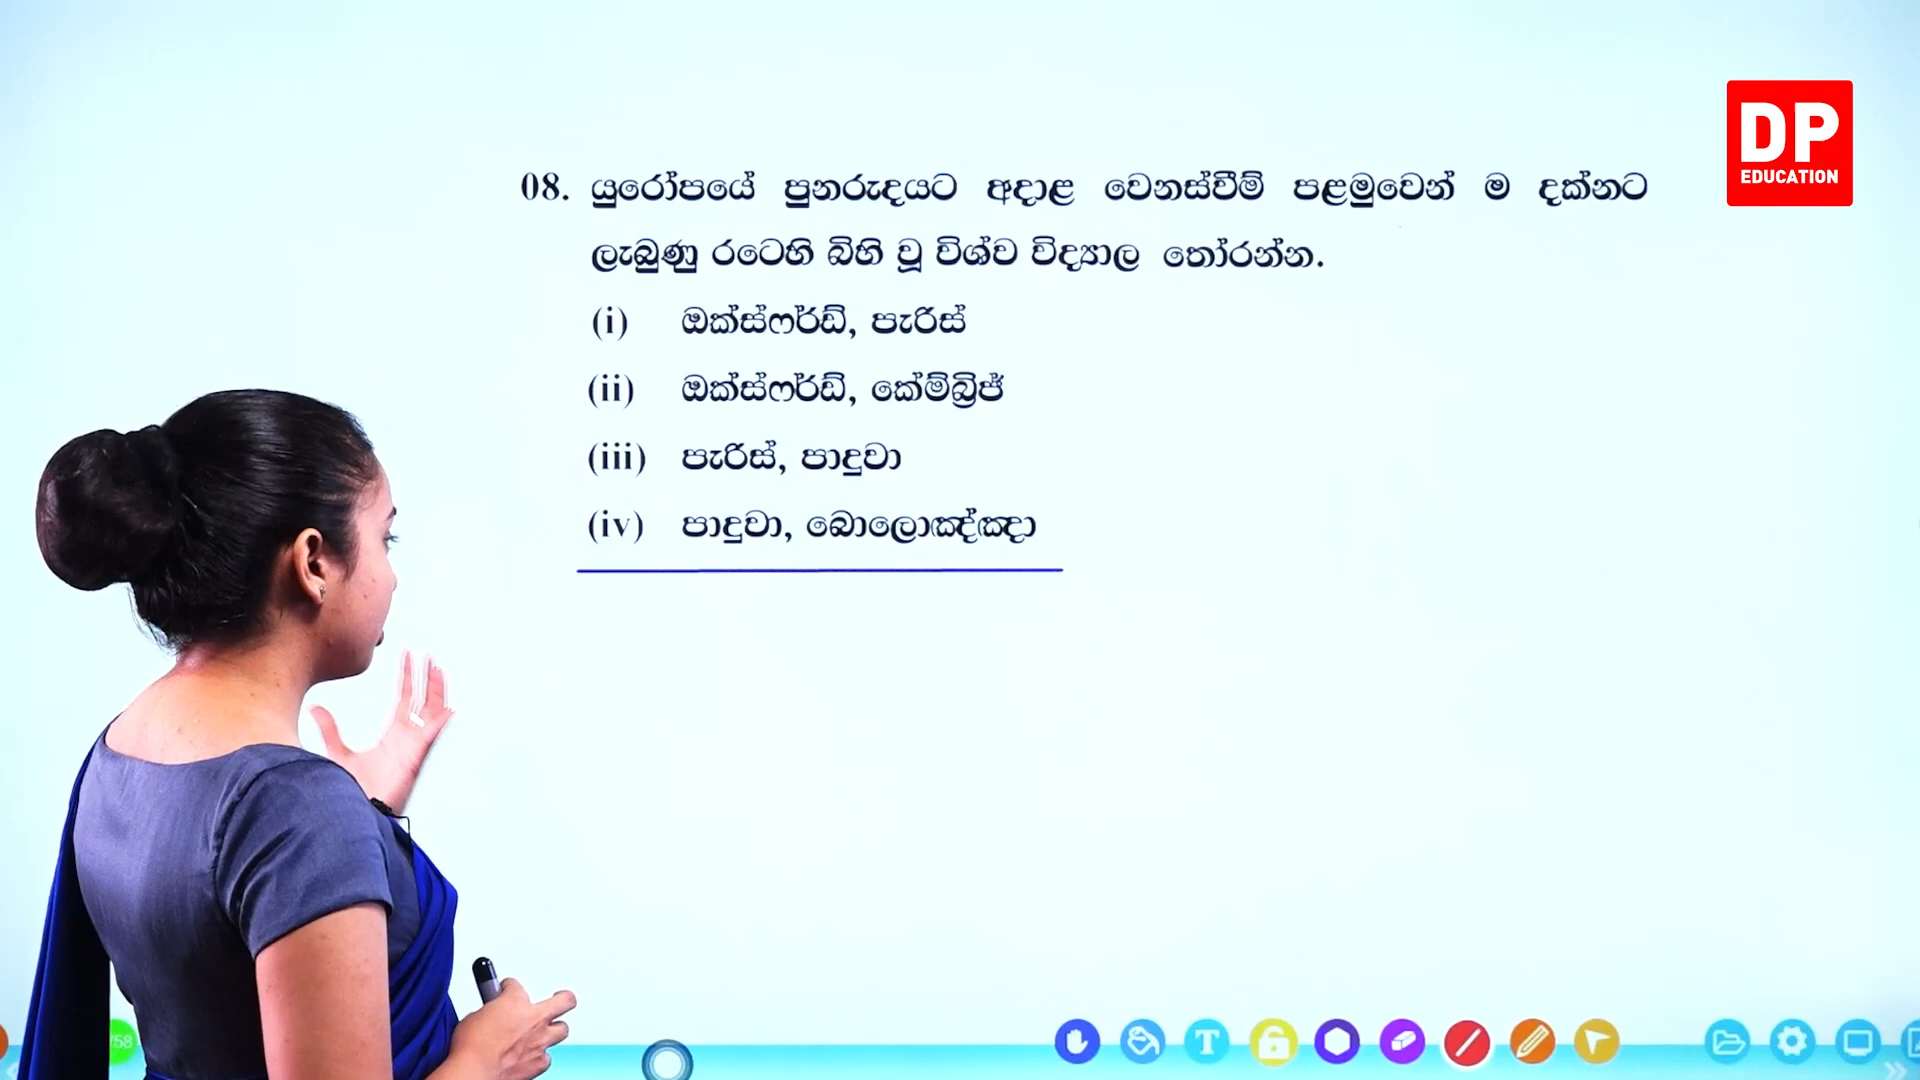 DP
EDUCATION
08. යුරෝපයේ පුනරුදයට අදාළ වෙනස්වීම් පළමුවෙන් ම දක්නට
ලැබුණු රටෙහි බිහි වූ විශ්ව විද්‍යාල තෝරන්න.
(i) ඔක්ස්ෆර්ඩ්, පැරිස්
(ii) ඔක්ස්ෆර්ඩ්, කේම්බ්‍රිජ්
(iii) පැරිස්, පාදුවා
(iv) පාදුවා, බොලොඤ්ඤා
T